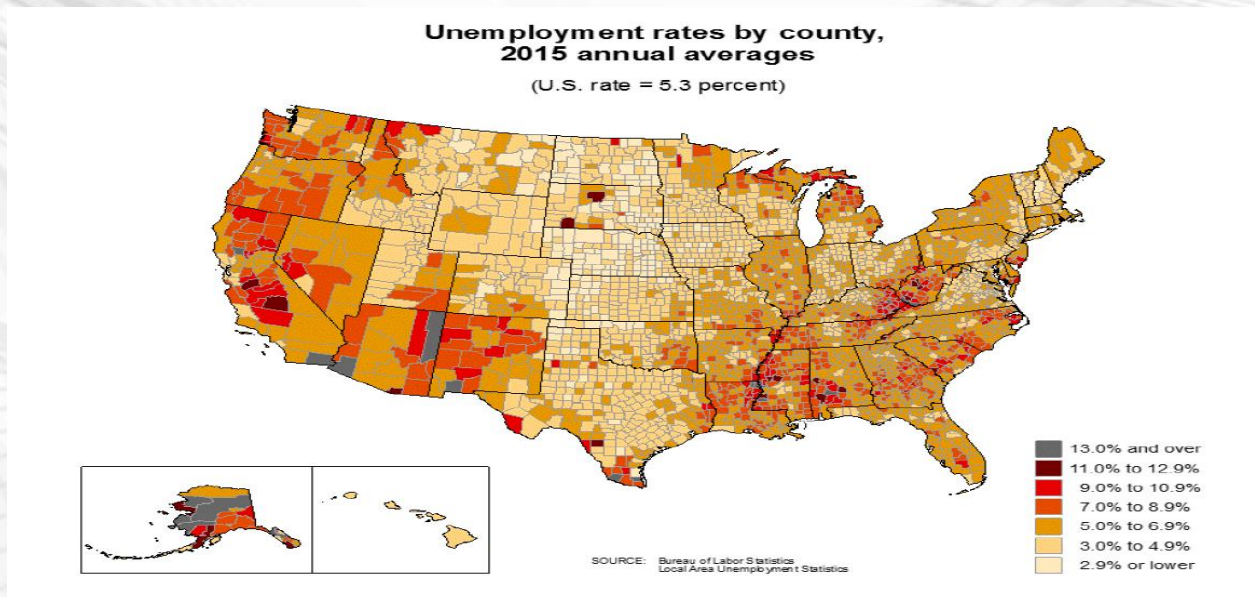 Unemployment rates by county,
2015 annual averages
(U.S. rate = 5.3 percent)
13.0% and over
11.0% to 12.9%
9.0% to 10.9%
7.0% to 8.9%
5.0% to 6.9%
3.0% to 4.9%
2.9% or lower
SOURCE: Bureau of Labor Statistics
Local Area Unemployment Statistics